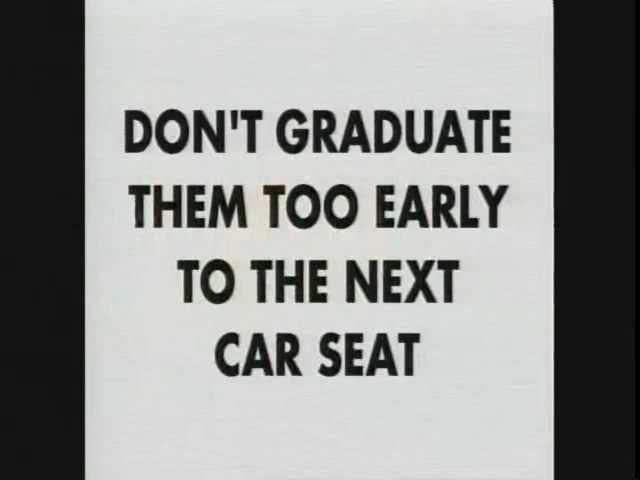 DON'T GRADUATE
THEM TOO EARLY
TO THE NEXT
CAR SEAT